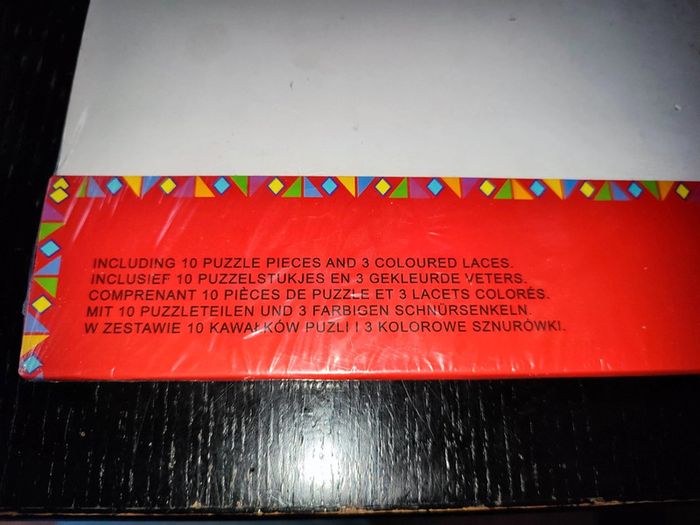 INCLUDING 10 PUZZLE PIECES AND 3 COLOURED LACES.
INCLUSIEF 10 PUZZELSTUKJES EN 3 GEKLEURDE VETERS.
COMPRENANT 10 PIÈCES DE PUZZLE ET 3 LACETS COLORÉS.
MIT 10 PUZZLETEILEN UND 3 FARBIGEN SCHNÜRSENKELN.
W ZESTAWIE 10 KAWAŁKÓW PUZLI I 3 KOLOROWE SZNURÓWKI.